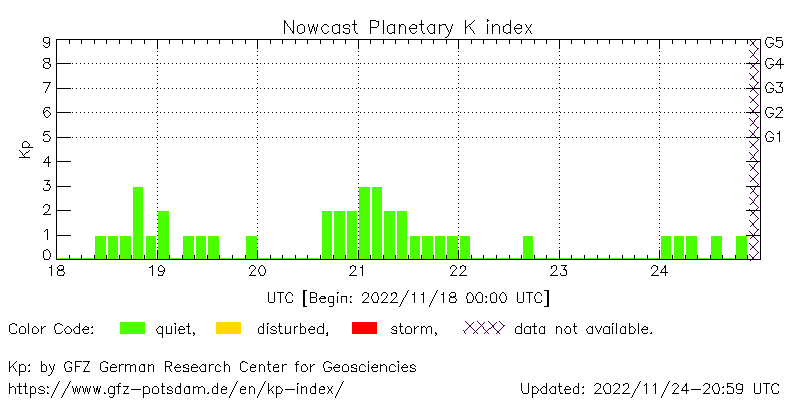 Nowcast Planetary K index
9 G5
8 G4
7 G3
6 G2
5 G1
4
3
2
1
0
Kp
18 19 20 21 22 23 24
UTC [Begin: 2022/11/18 00:00 UTC]
Color Code: quiet, disturbed, storm, data not available.
Kp: by GFZ German Research Center for Geosciencies
https://www.gfz-potsdam.de/en/kp-index/ Updated: 2022/11/24-20:59 UTC